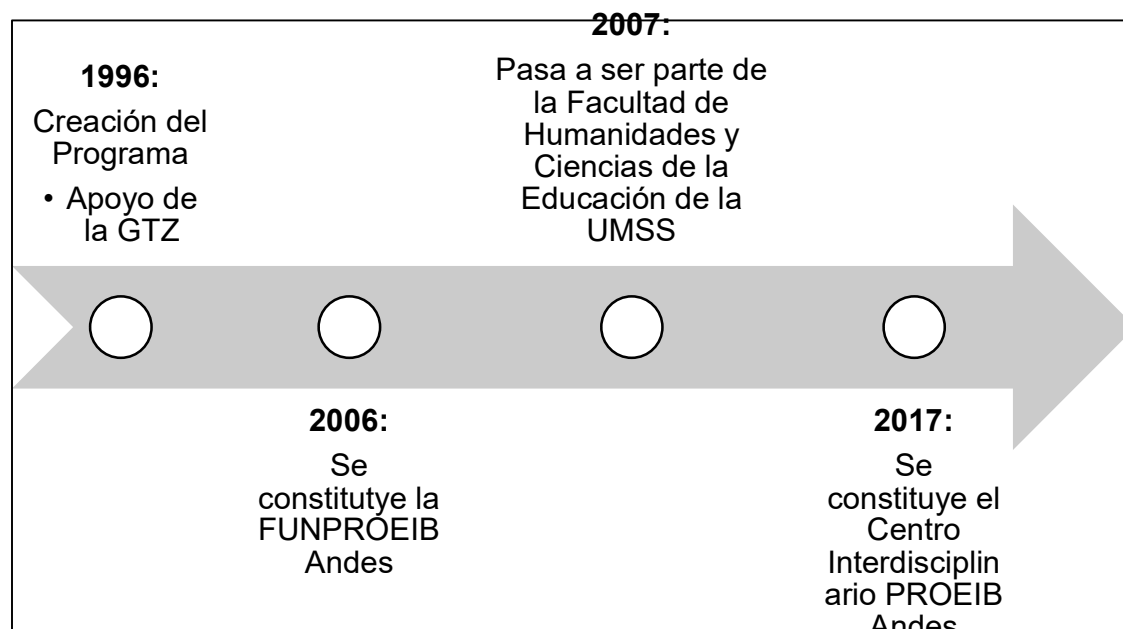 1996:
Creación del
Programa
• Apoyo de
la GTZ
2006:
Se
constitutye la
FUNPROEIB
Andes
2007:
Pasa a ser parte de
la Facultad de
Humanidades y
Ciencias de la
Educación de la
UMSS
2017:
Se
constituye el
Centro
Interdisciplin
ario PROEIB
Andes